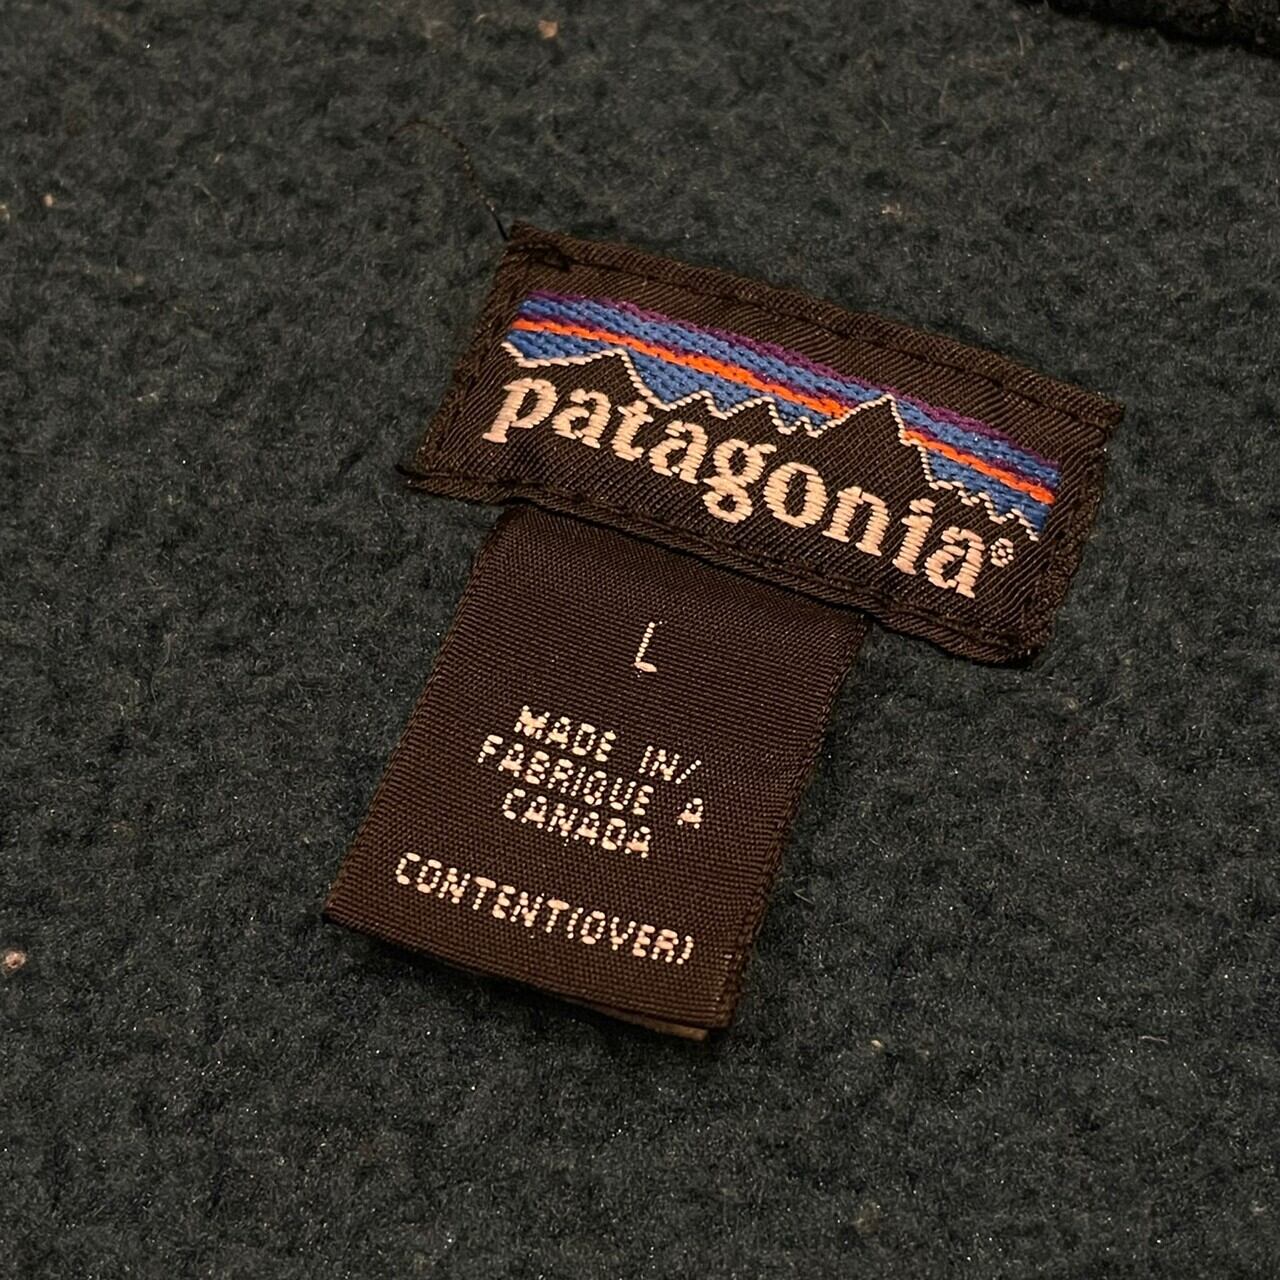 patagonia®
L
MADE IN/
FABRIQUE A
CANADA
CONTENT(OVER)